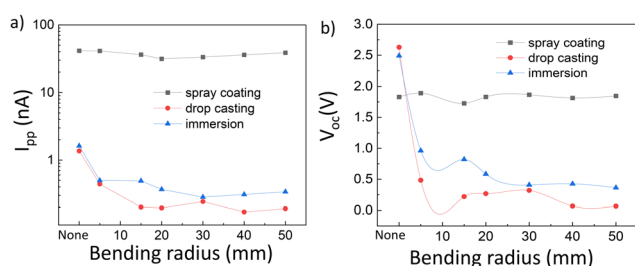 a)
100
10
1
I_pp (nA)
spray coating
drop casting
immersion
None 10 20 30 40 50
Bending radius (mm)
b)
3.0
2.5
2.0
1.5
1.0
0.5
0.0
V_oc(V)
spray coating
drop casting
immersion
None 10 20 30 40 50
Bending radius (mm)